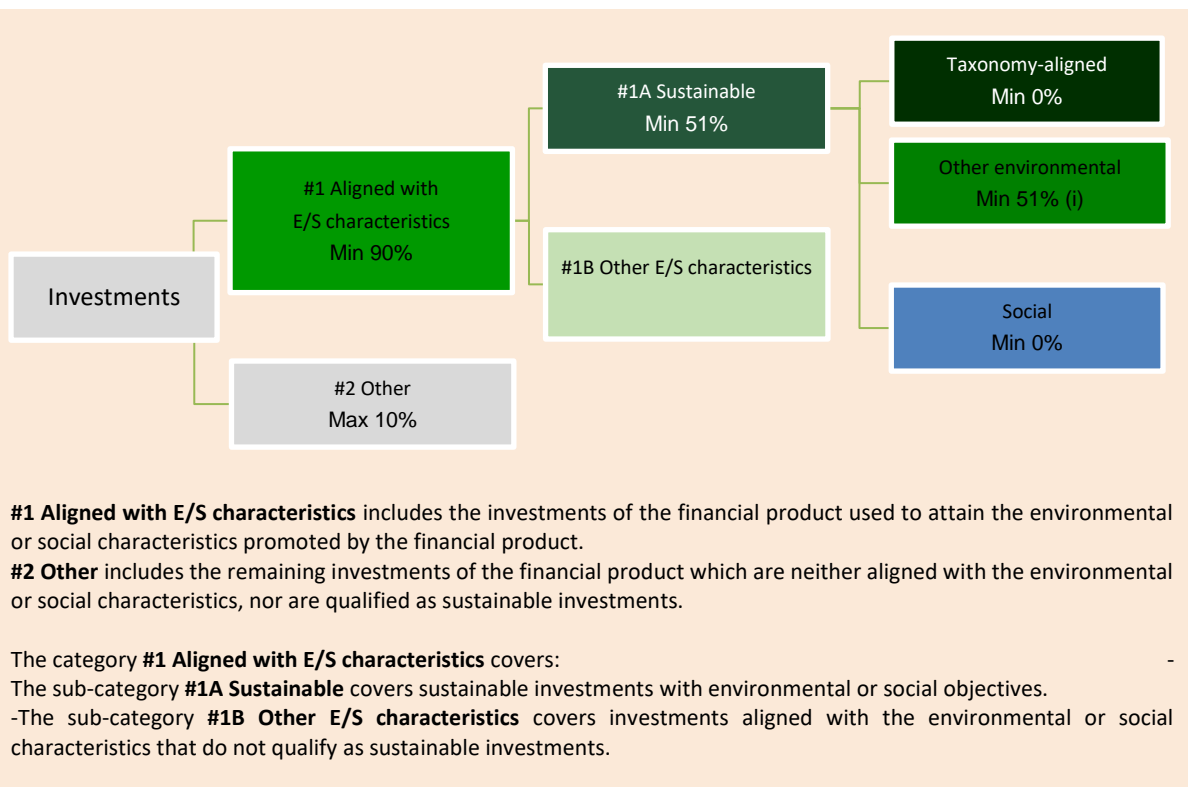 Taxonomy-aligned
Min 0%
#1A Sustainable
Min 51%
Other environmental
Min 51% (i)
#1 Aligned with
E/S characteristics
Min 90%
#1B Other E/S characteristics
Investments
Social
Min 0%
#2 Other
Max 10%
#1 Aligned with E/S characteristics includes the investments of the financial product used to attain the environmental
or social characteristics promoted by the financial product.
#2 Other includes the remaining investments of the financial product which are neither aligned with the environmental
or social characteristics, nor are qualified as sustainable investments.
The category #1 Aligned with E/S characteristics covers: -
The sub-category #1A Sustainable covers sustainable investments with environmental or social objectives.
-The sub-category #1B Other E/S characteristics covers investments aligned with the environmental or social
characteristics that do not qualify as sustainable investments.